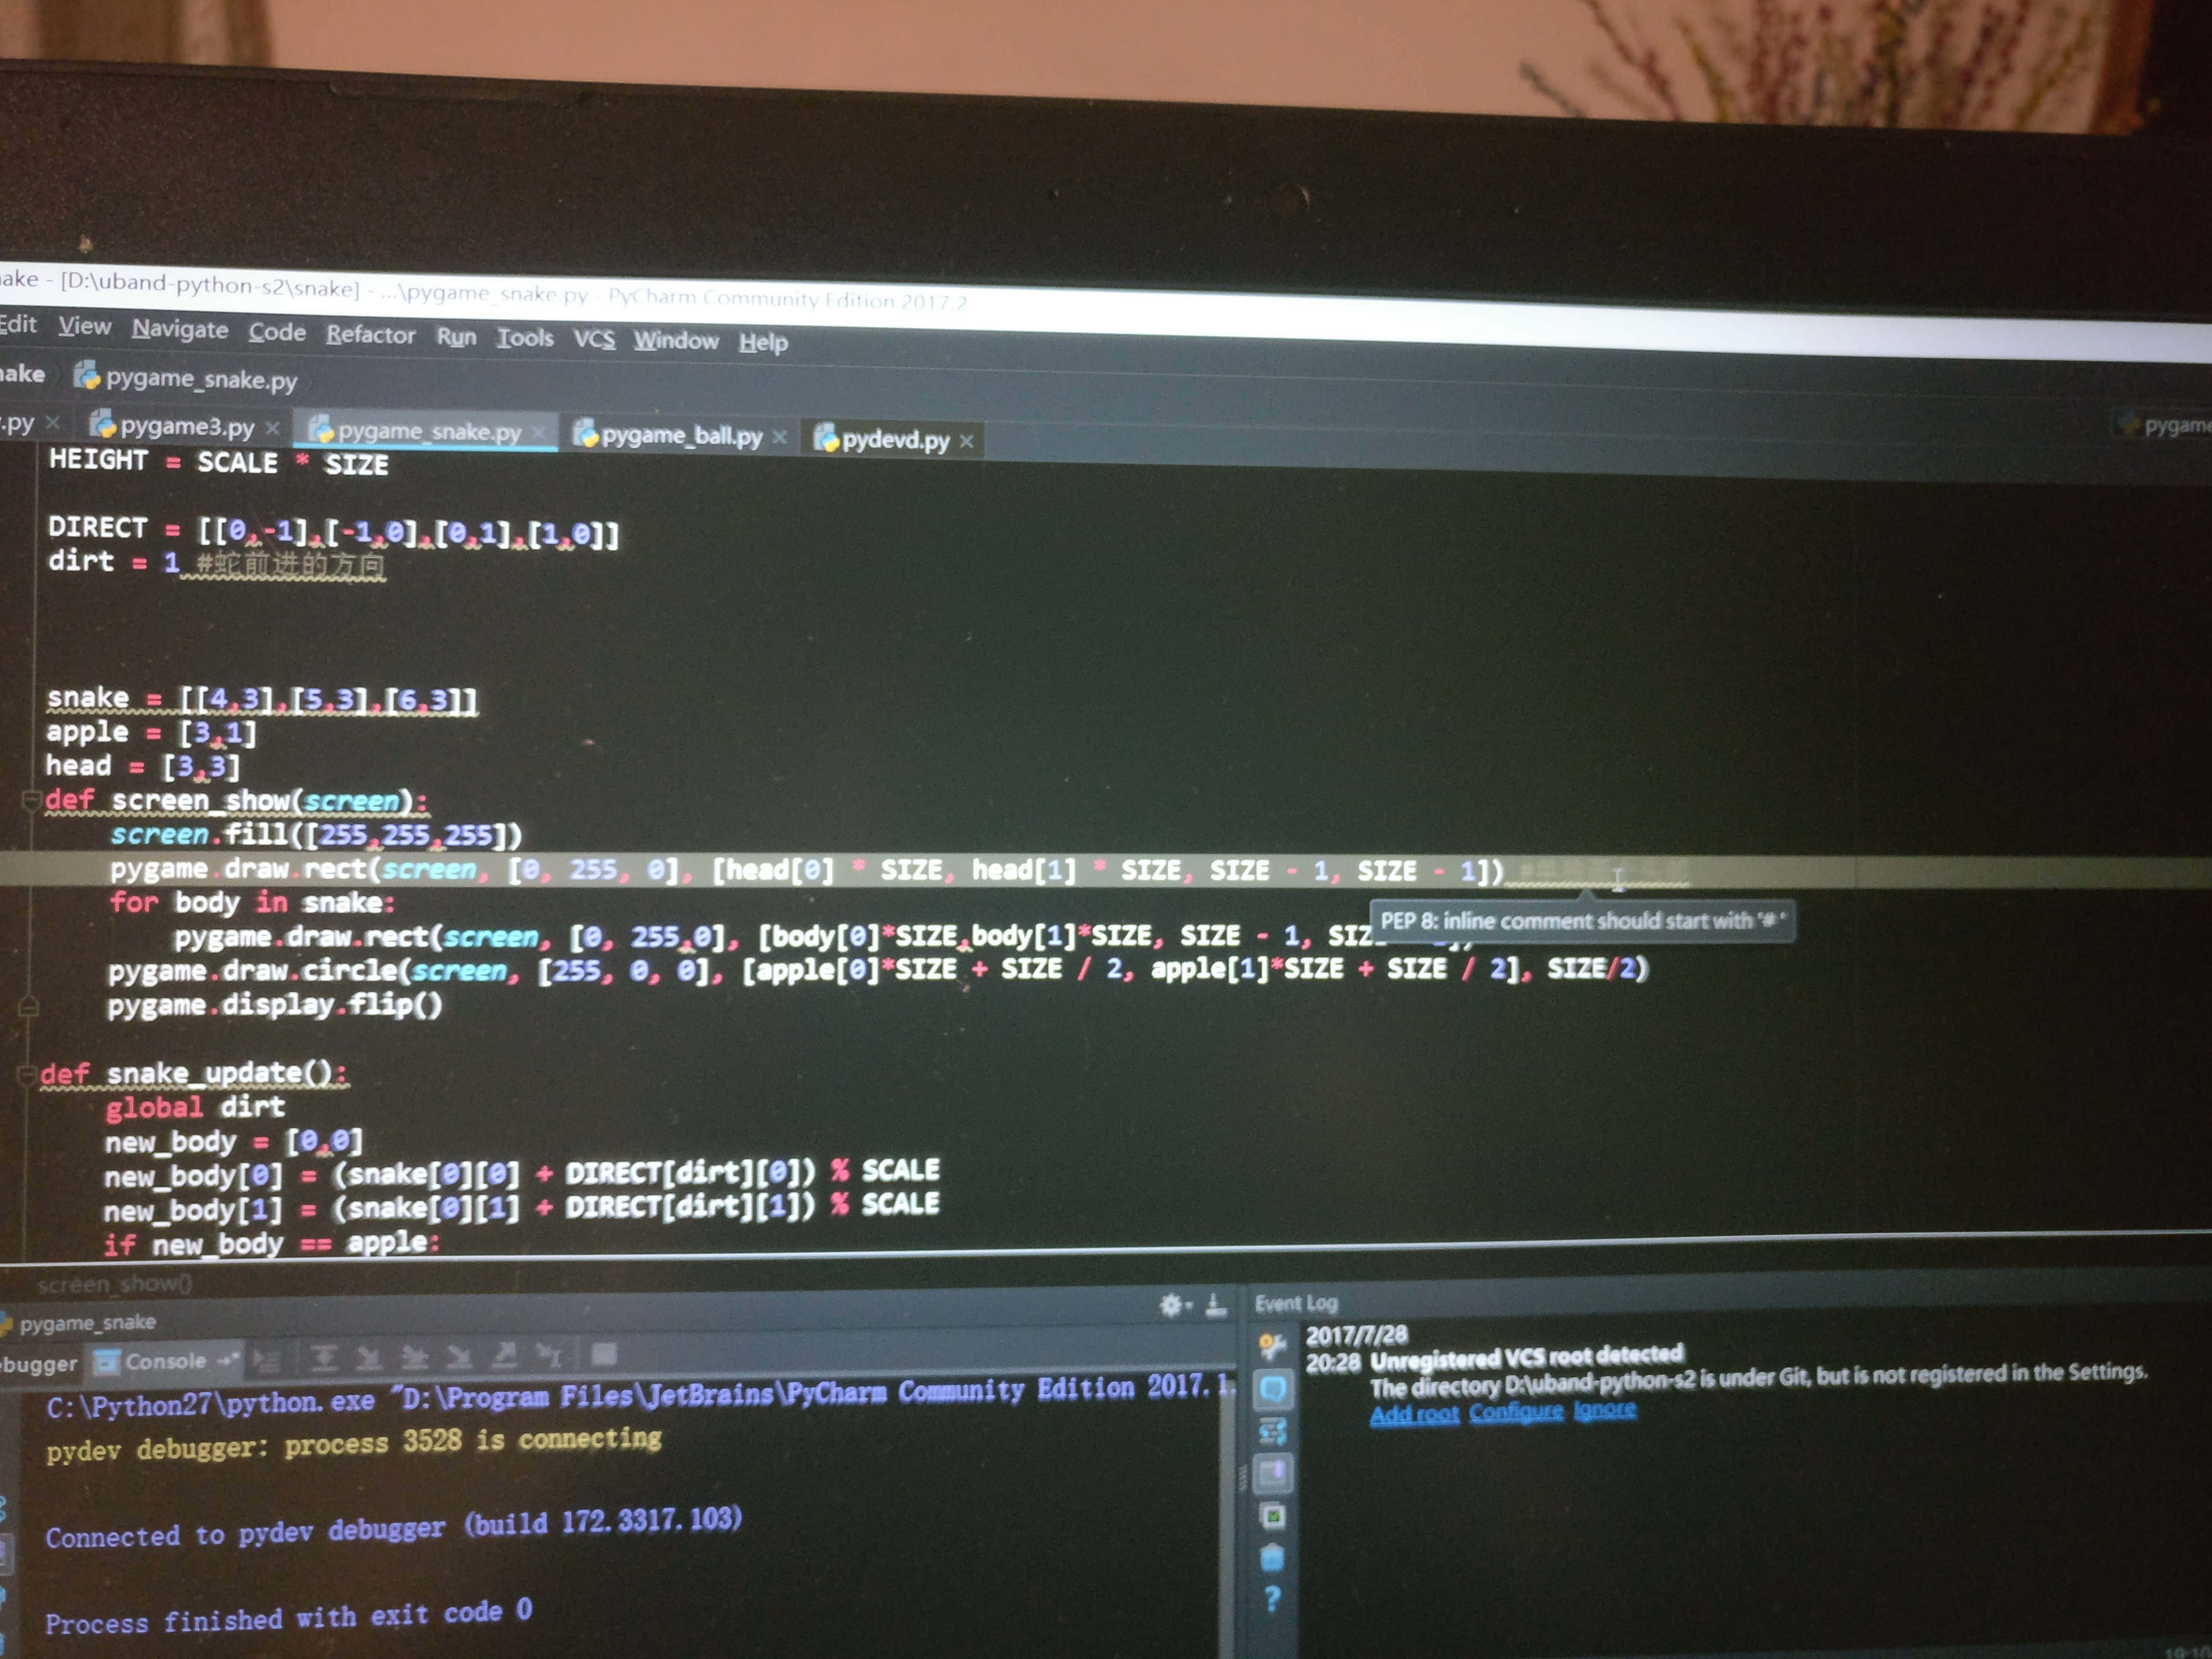 ake - [D:\uband-python-s2\snake] - ...\pygame_snake.py - PyCharm Community Edition 2017.2
Edit View Navigate Code Refactor Run Tools VCS Window Help
nake pygame_snake.py
.py pygame3.py pygame_snake.py pygame_ball.py pydevd.py pygame
HEIGHT = SCALE * SIZE
DIRECT = [[0,-1],[-1,0],[0,1],[1,0]]
dirt = 1 #蛇前进的方向
snake = [[4,3],[5,3],[6,3]]
apple = [3,1]
head = [3,3]
def screen_show(screen):
screen.fill([255,255,255])
pygame.draw.rect(screen, [0, 255, 0], [head[0] * SIZE, head[1] * SIZE, SIZE - 1, SIZE - 1])
for body in snake:
PEP 8: inline comment should start with '# '
pygame.draw.rect(screen, [0, 255,0], [body[0]*SIZE,body[1]*SIZE, SIZE - 1, SIZ
pygame.draw.circle(screen, [255, 0, 0], [apple[0]*SIZE + SIZE / 2, apple[1]*SIZE + SIZE / 2], SIZE/2)
pygame.display.flip()
def snake_update():
global dirt
new_body = [0,0]
new_body[0] = (snake[0][0] + DIRECT[dirt][0]) % SCALE
new_body[1] = (snake[0][1] + DIRECT[dirt][1]) % SCALE
if new_body == apple:
screen_show()
pygame_snake
ebugger Console
C:\Python27\python.exe "D:\Program Files\JetBrains\PyCharm Community Edition 2017.1.
pydev debugger: process 3528 is connecting
Connected to pydev debugger (build 172.3317.103)
Process finished with exit code 0
Event Log
2017/7/28
20:28 Unregistered VCS root detected
The directory D:\uband-python-s2 is under Git, but is not registered in the Settings.
Add root Configure Ignore